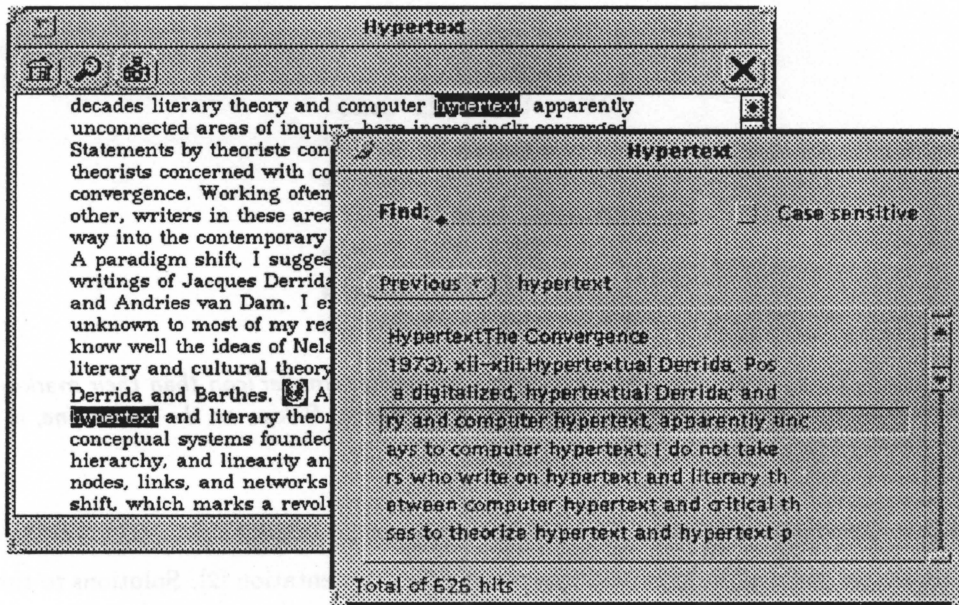 Hypertext
decades literary theory and computer hypertext, apparently
unconnected areas of inquiry, have increasingly converged.
Statements by theorists con
theorists concerned with co
convergence. Working often
other, writers in these area
way into the contemporary
A paradigm shift, I sugges
writings of Jacques Derrida
and Andries van Dam. I e
unknown to most of my rea
know well the ideas of Nels
literary and cultural theory
Derrida and Barthes. A
hypertext and literary theor
conceptual systems founded
hierarchy, and linearity an
nodes, links, and networks
shift, which marks a revolu
Hypertext
Find:
Case sensitive
Previous hypertext
HypertextThe Convergence
1973), xii-xiii.Hypertextual Derrida, Pos
a digitalized, hypertextual Derrida, and
ry and computer hypertext, apparently unc
ays to computer hypertext, I do not take
rs who write on hypertext and literary th
etween computer hypertext and critical th
ses to theorize hypertext and hypertext p
Total of 626 hits